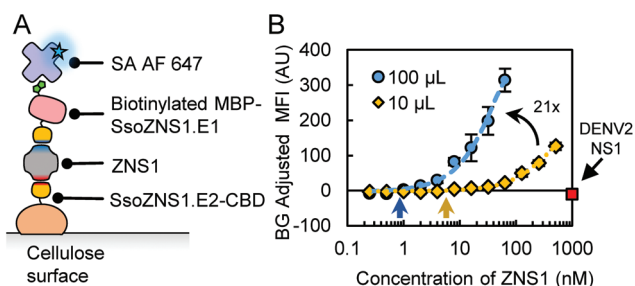 A
SA AF 647
Biotinylated MBP-
SsoZNS1.E1
ZNS1
SsoZNS1.E2-CBD
Cellulose
surface
B
BG Adjusted MFI (AU)
400
300
200
100
0
-100
100 µL
10 µL
21x
DENV2
NS1
0.1
1
10
100
1000
Concentration of ZNS1 (nM)